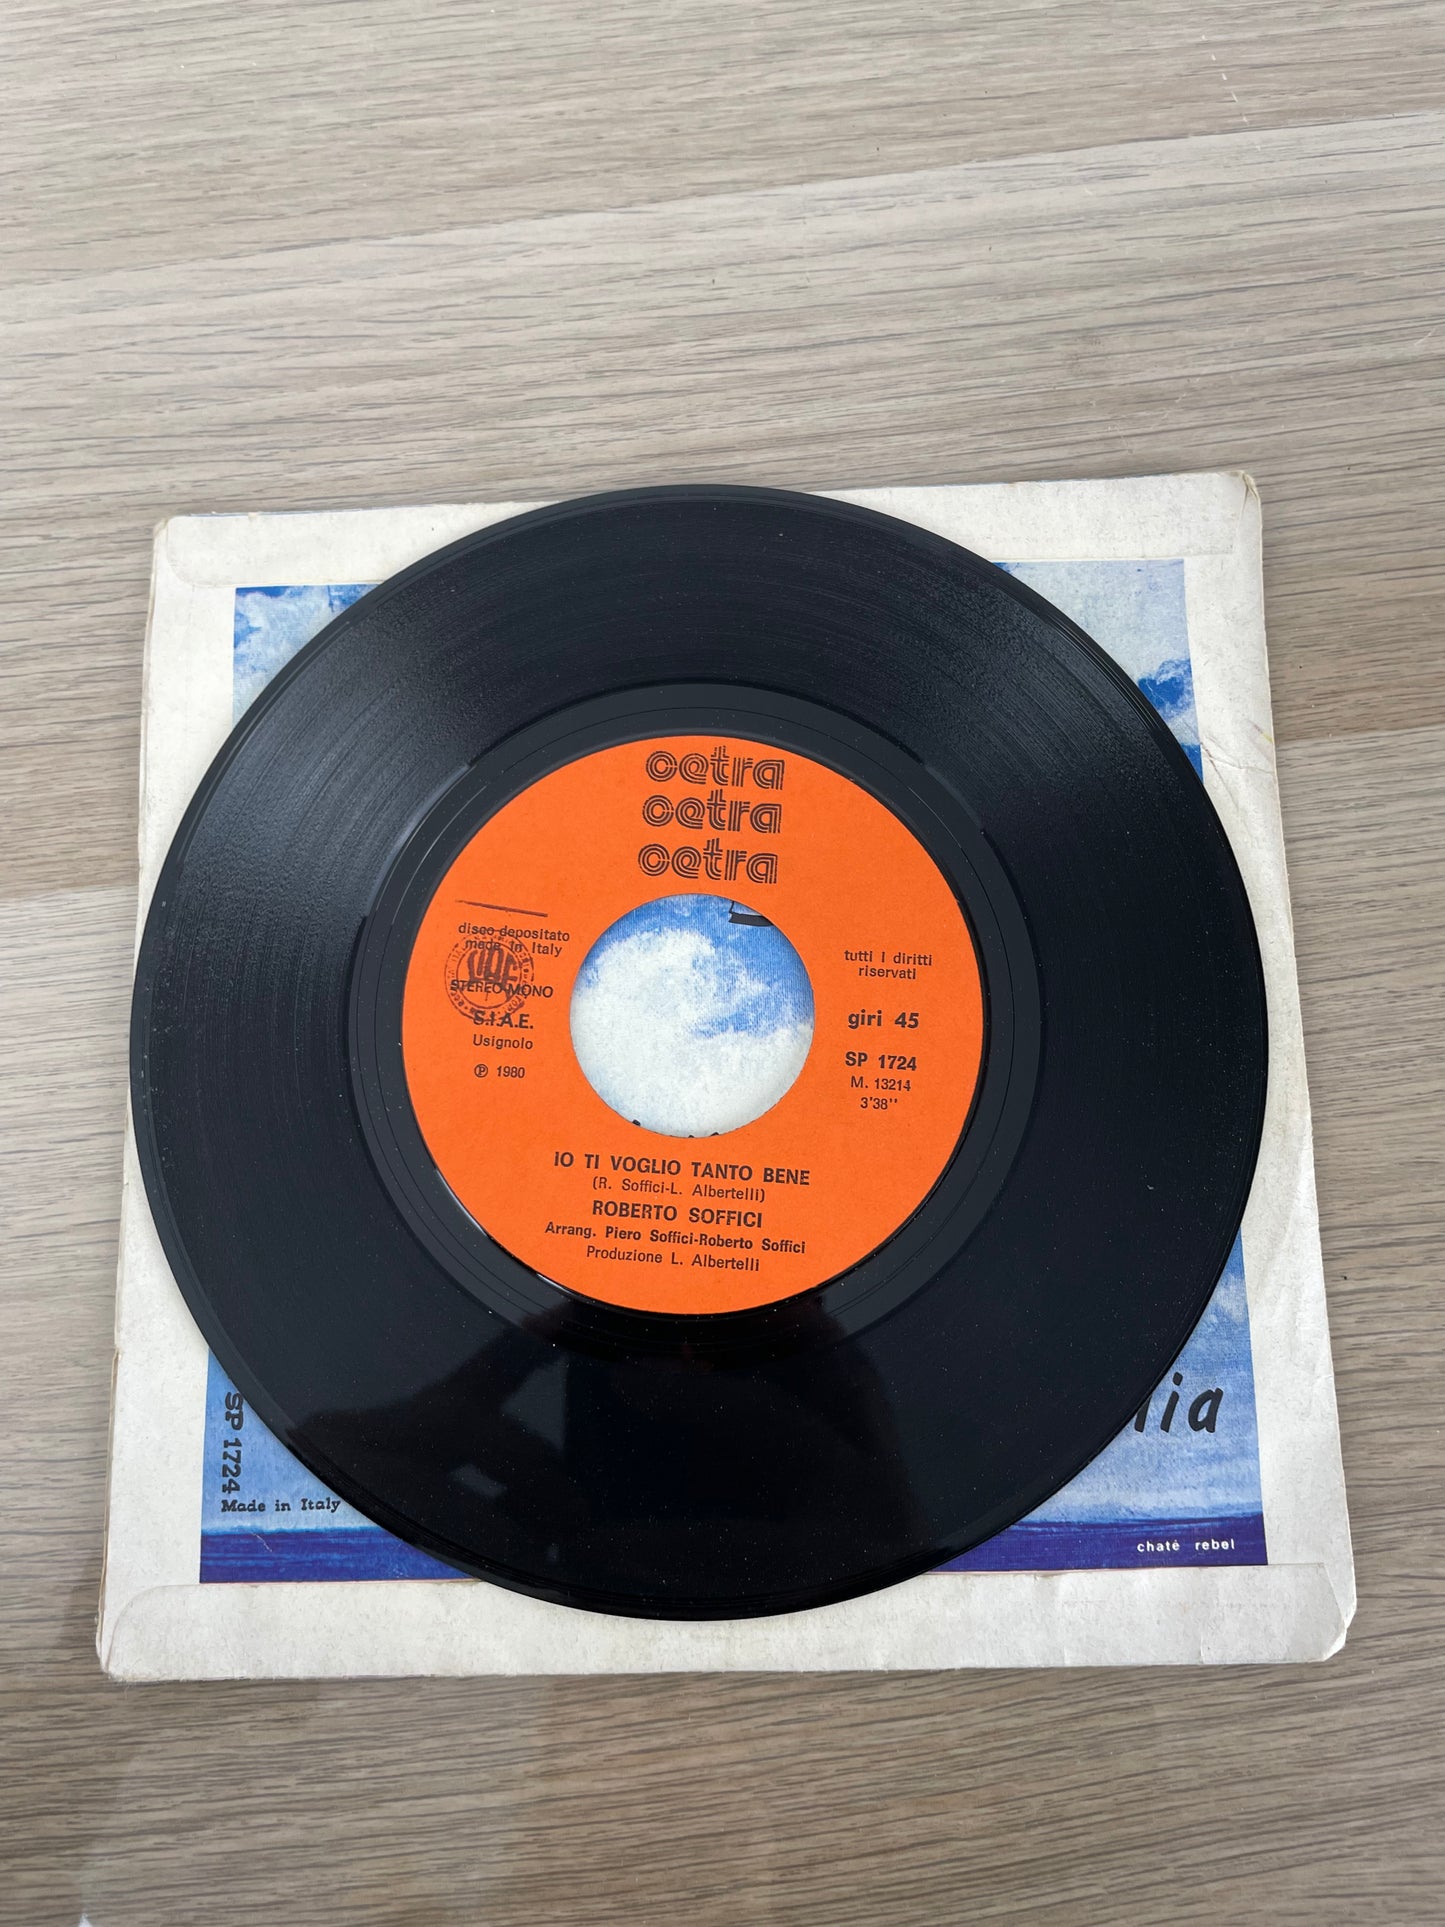 cetra
cetra
cetra
disco depositato
made in Italy
STEREO-MONO
S.I.A.E.
Usignolo
℗ 1980
tutti i diritti
riservati
giri 45
SP 1724
M. 13214
3'38''
IO TI VOGLIO TANTO BENE
(R. Soffici-L. Albertelli)
ROBERTO SOFFICI
Arrang. Piero Soffici-Roberto Soffici
Produzione L. Albertelli
SP 1724
Made in Italy
chatè rebel